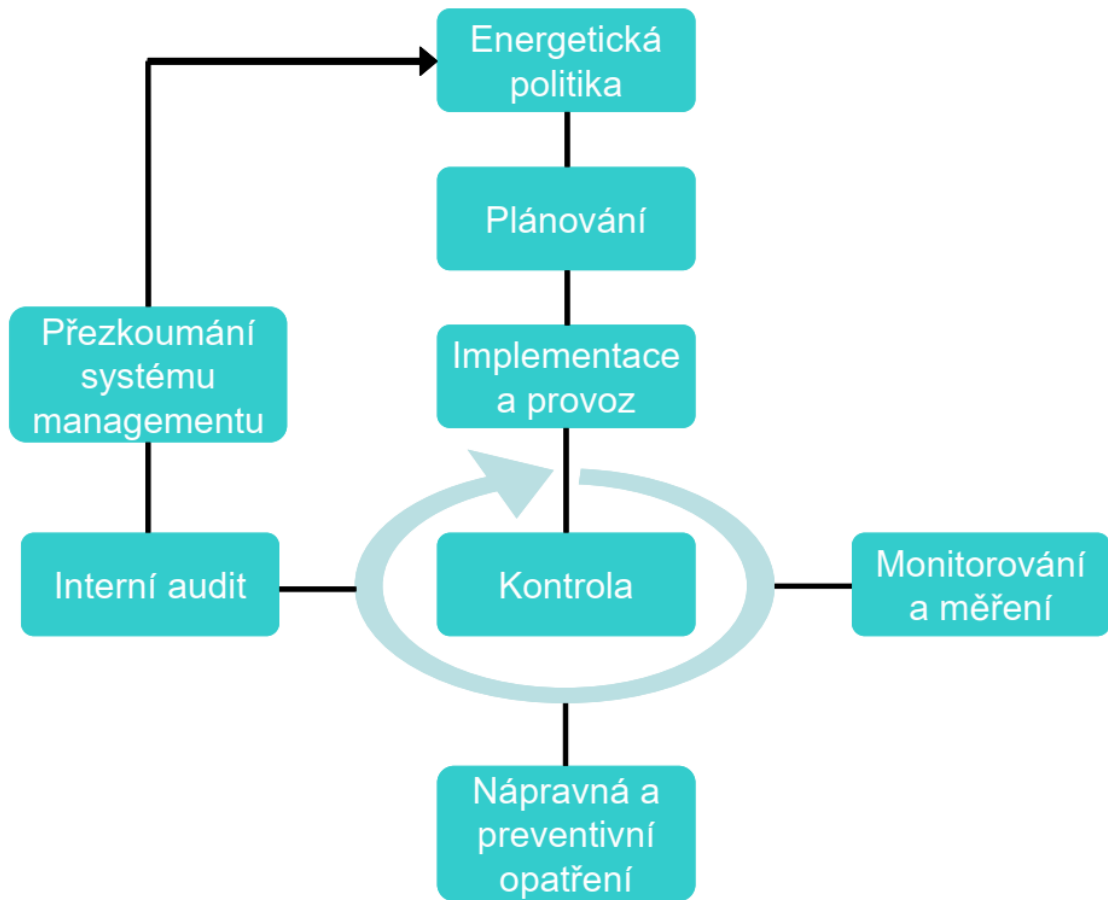 Energetická
politika
Plánování
Implementace
a provoz
Přezkoumání
systému
managementu
Interní audit
Kontrola
Monitorování
a měření
Nápravná a
preventivní
opatření